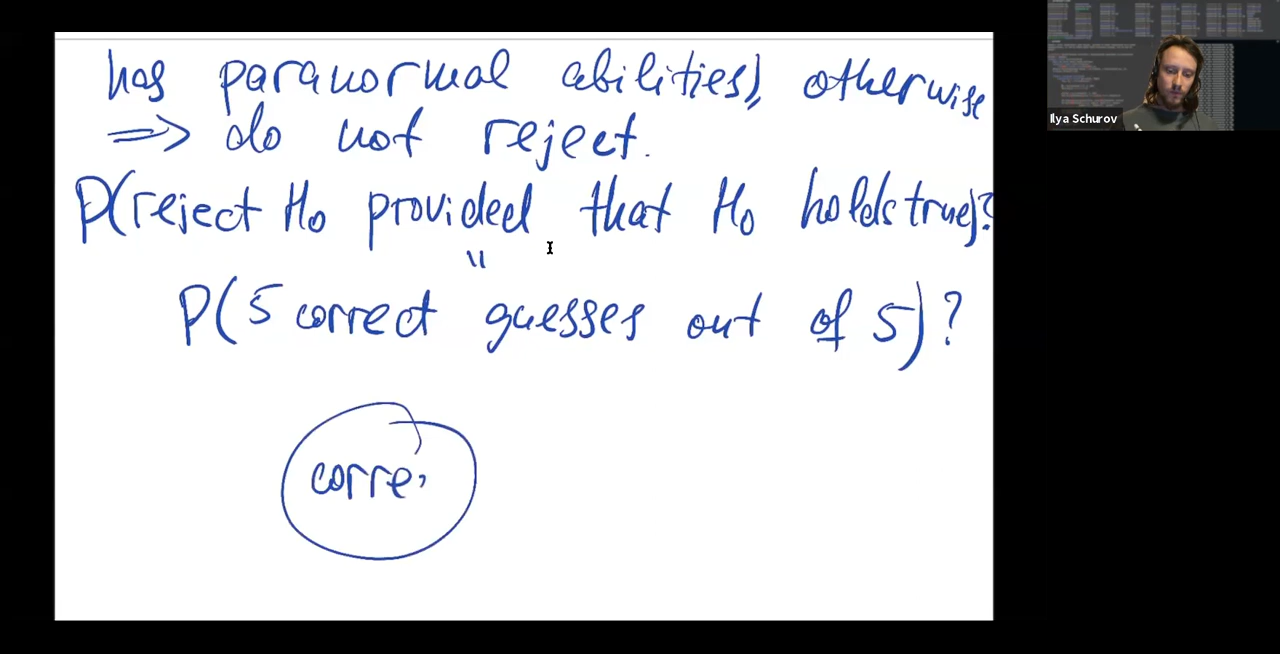 has paranormal abilities), otherwise
⇒ do not reject.
P(reject H₀ provided that H₀ holds true)?
"
P(5 correct guesses out of 5)?
corre
Ilya Schurov